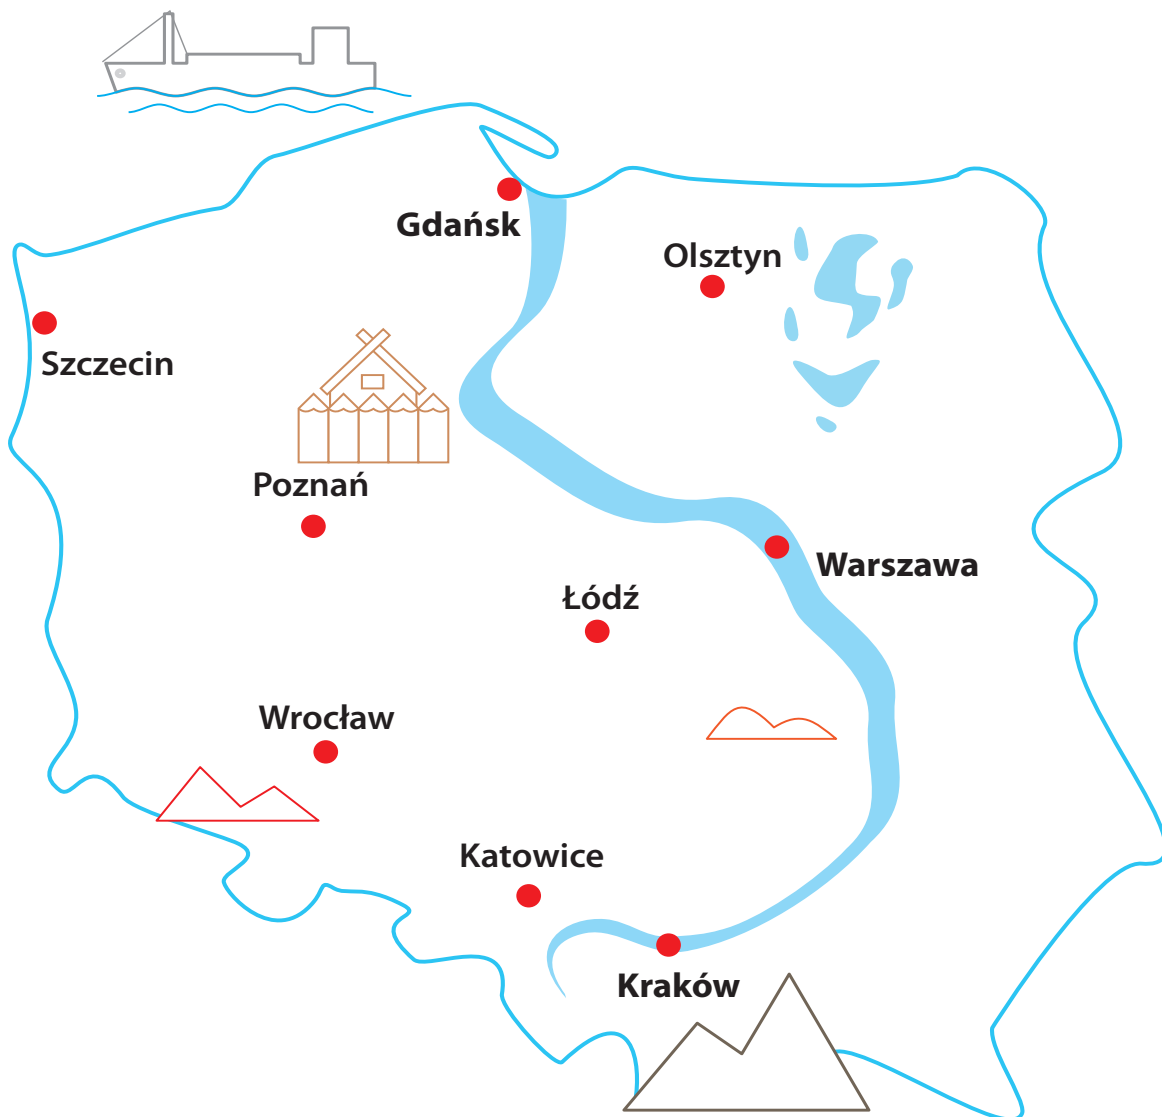 Gdańsk
Olsztyn
Szczecin
Poznań
Warszawa
Łódź
Wrocław
Katowice
Kraków